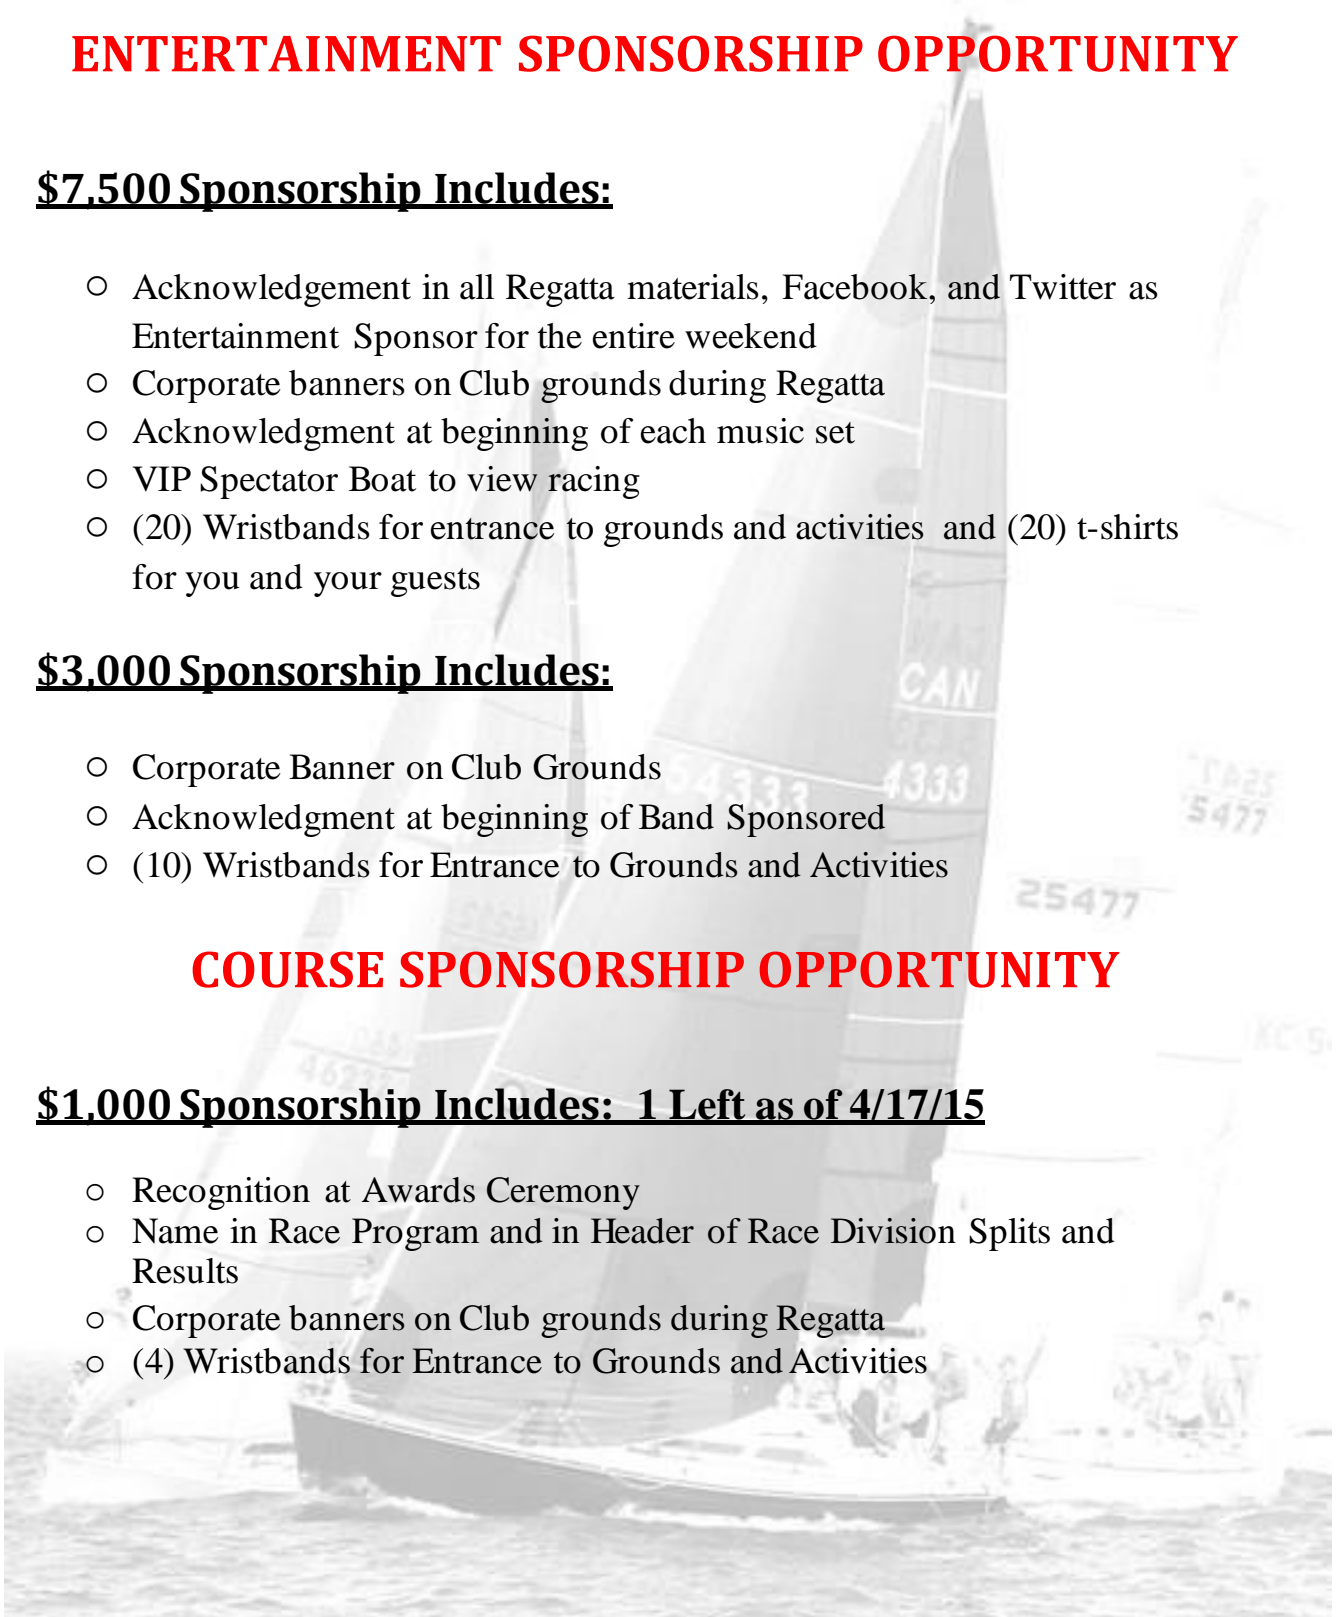 ENTERTAINMENT SPONSORSHIP OPPORTUNITY
$7,500 Sponsorship Includes:
○ Acknowledgement in all Regatta materials, Facebook, and Twitter as
Entertainment Sponsor for the entire weekend
○ Corporate banners on Club grounds during Regatta
○ Acknowledgment at beginning of each music set
○ VIP Spectator Boat to view racing
○ (20) Wristbands for entrance to grounds and activities and (20) t-shirts
for you and your guests
$3,000 Sponsorship Includes:
CAN
○ Corporate Banner on Club Grounds
54333
4333
○ Acknowledgment at beginning of Band Sponsored
5477
○ (10) Wristbands for Entrance to Grounds and Activities
25477
COURSE SPONSORSHIP OPPORTUNITY
$1,000 Sponsorship Includes: 1 Left as of 4/17/15
○ Recognition at Awards Ceremony
○ Name in Race Program and in Header of Race Division Splits and
Results
○ Corporate banners on Club grounds during Regatta
○ (4) Wristbands for Entrance to Grounds and Activities